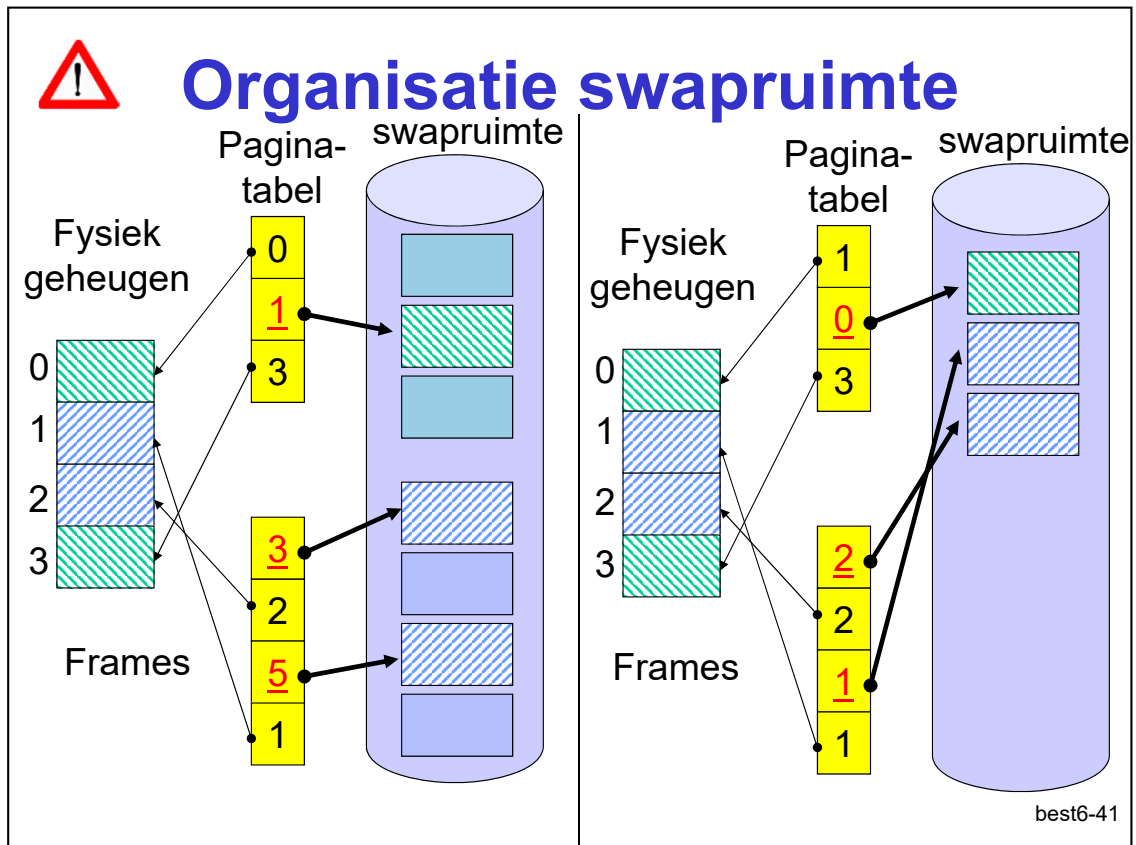 !
Organisatie swapruimte
Pagina-
tabel
swapruimte
Fysiek
geheugen
0
1
3
0
1
2
3
3
2
5
1
Frames
Pagina-
tabel
swapruimte
Fysiek
geheugen
1
0
3
0
1
2
3
2
2
1
1
Frames
best6-41